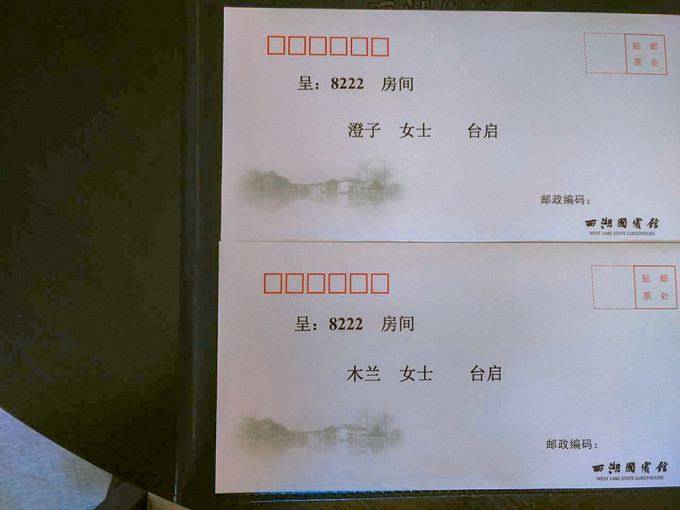 贴 邮
票 处
呈：8222 房间
澄子 女士 台启
邮政编码：
西湖国宾馆
WEST LAKE STATE GUESTHOUSE
贴 邮
票 处
呈：8222 房间
木兰 女士 台启
邮政编码：
西湖国宾馆
WEST LAKE STATE GUESTHOUSE